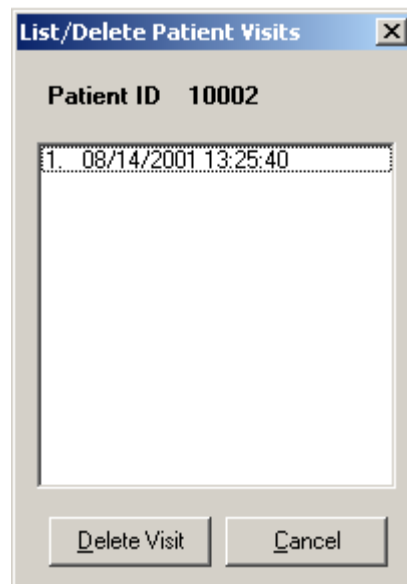 List/Delete Patient Visits
Patient ID 10002
1. 08/14/2001 13:25:40
Delete Visit Cancel